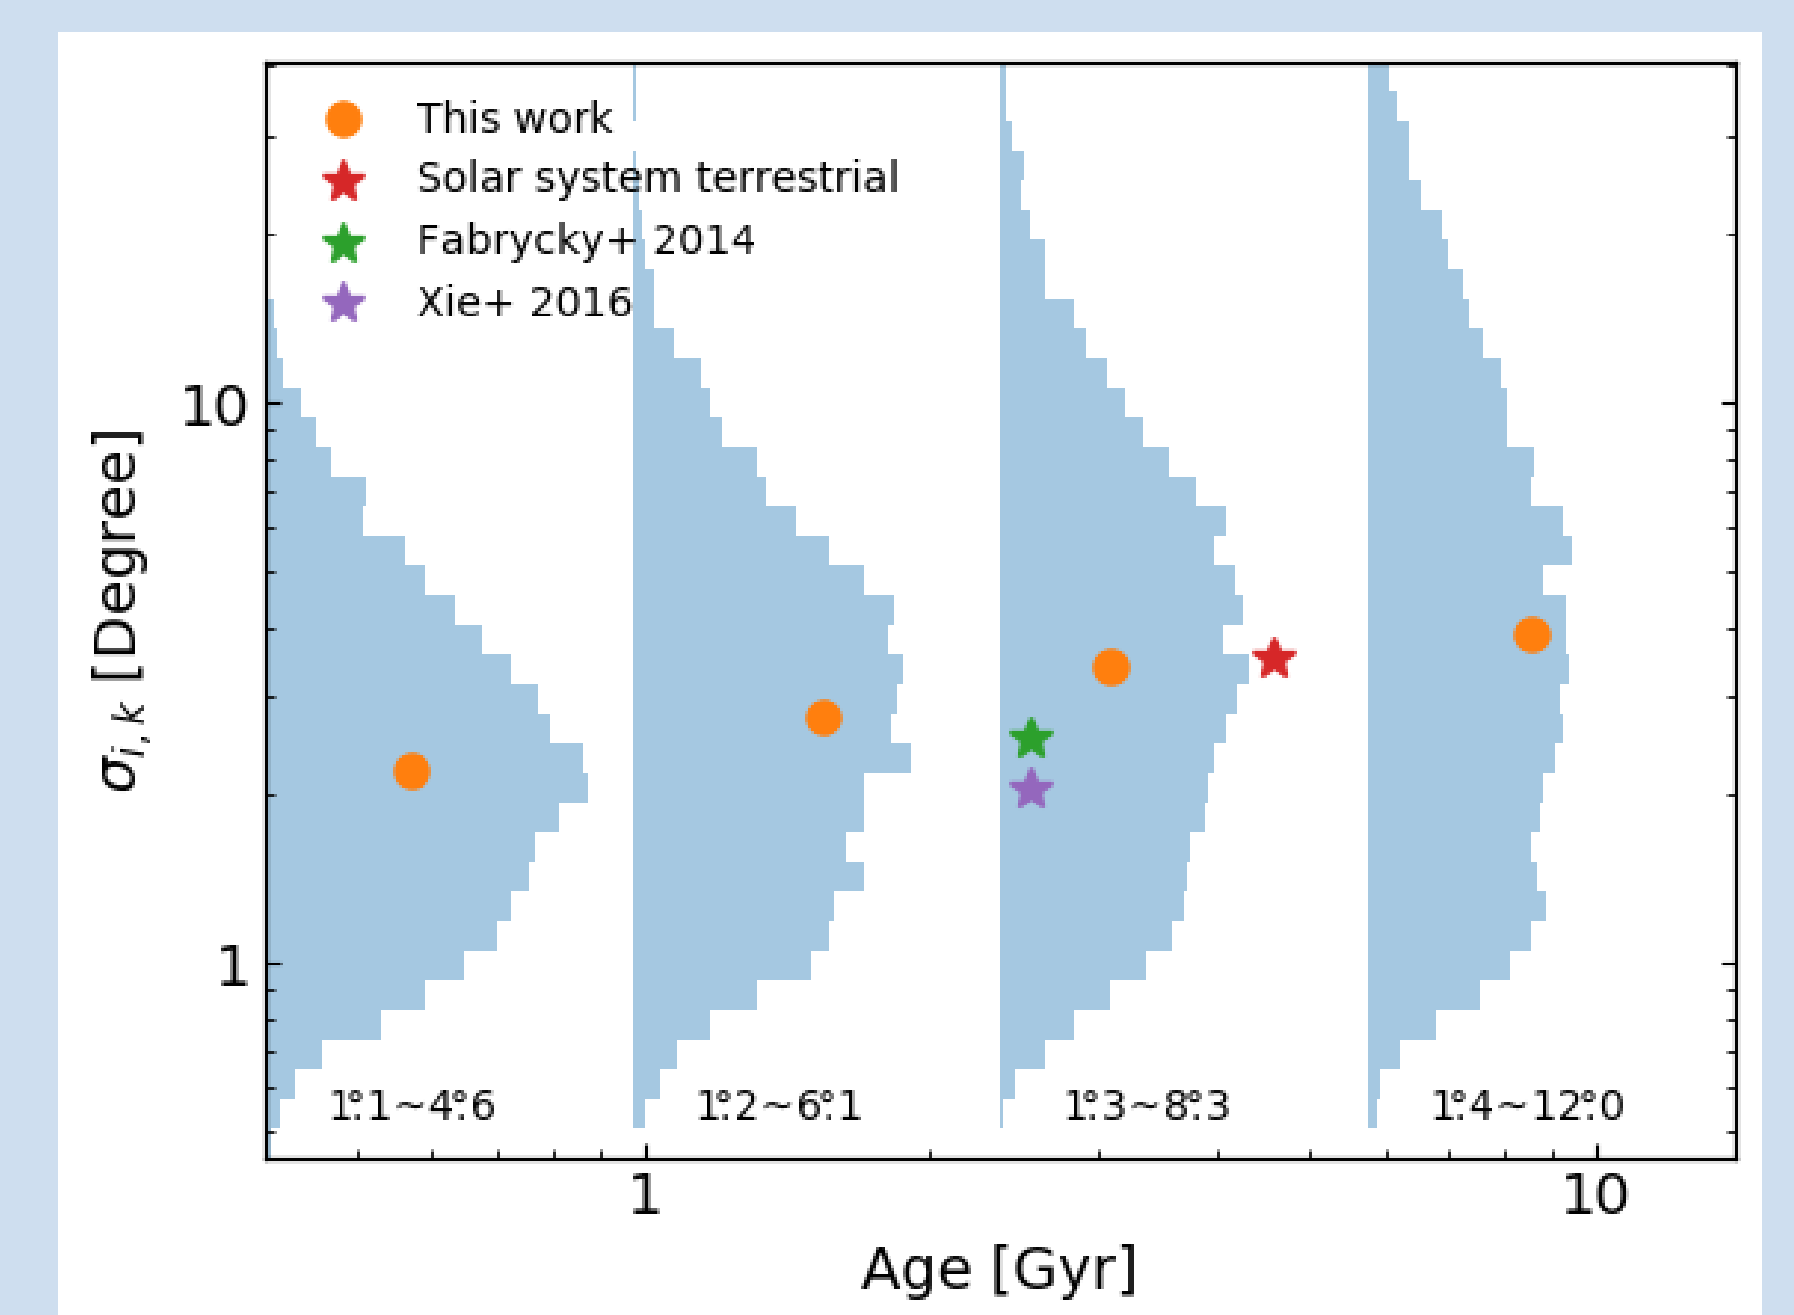 This work
Solar system terrestrial
Fabrycky+ 2014
Xie+ 2016
10
1
σi, k [Degree]
1°.1~4°.6
1°.2~6°.1
1°.3~8°.3
1°.4~12°.0
1
10
Age [Gyr]